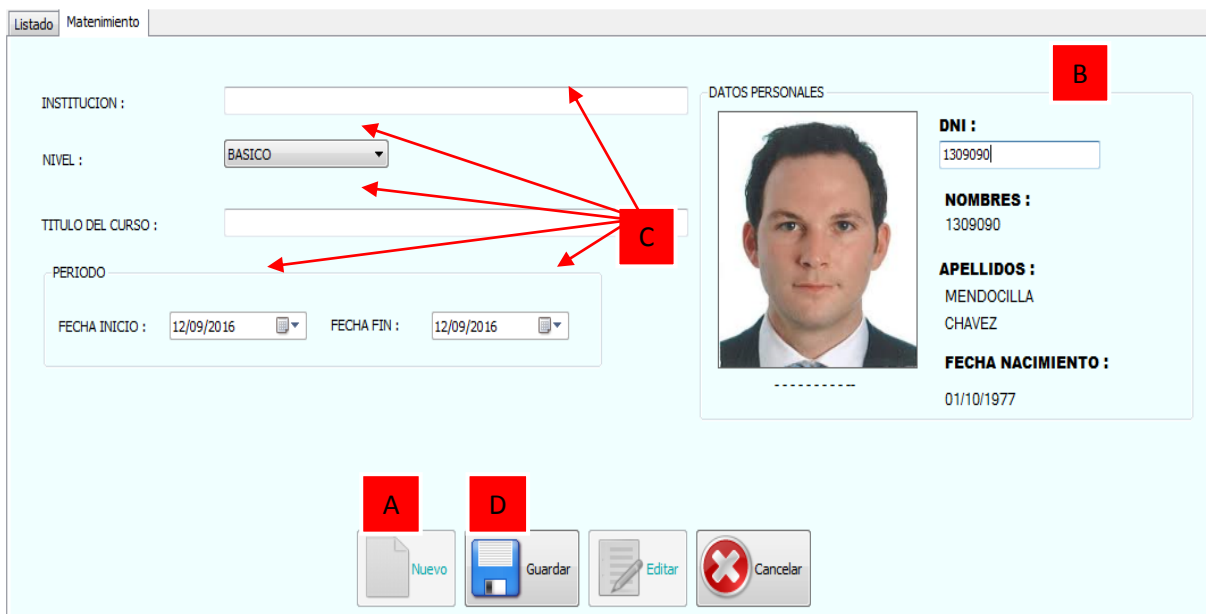 Listado Matenimiento
INSTITUCION :
NIVEL :
BASICO
TITULO DEL CURSO :
C
PERIODO
FECHA INICIO :
12/09/2016
FECHA FIN :
12/09/2016
B
DATOS PERSONALES
DNI :
1309090
NOMBRES :
1309090
APELLIDOS :
MENDOCILLA
CHAVEZ
FECHA NACIMIENTO :
01/10/1977
----------
A
D
Nuevo
Guardar
Editar
Cancelar